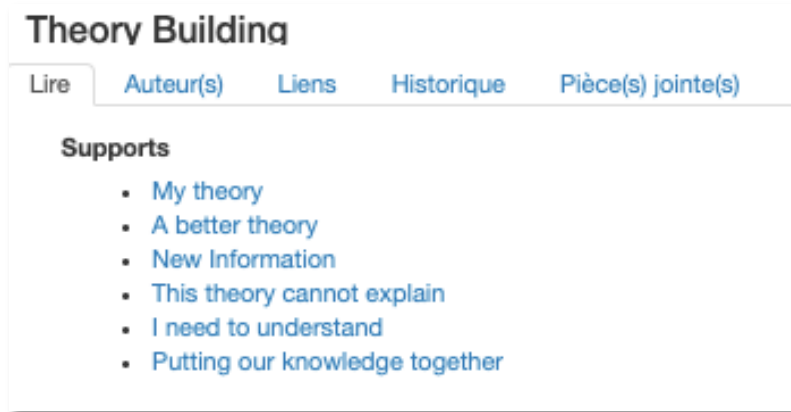 Theory Building
Lire Auteur(s) Liens Historique Pièce(s) jointe(s)
Supports
• My theory
• A better theory
• New Information
• This theory cannot explain
• I need to understand
• Putting our knowledge together